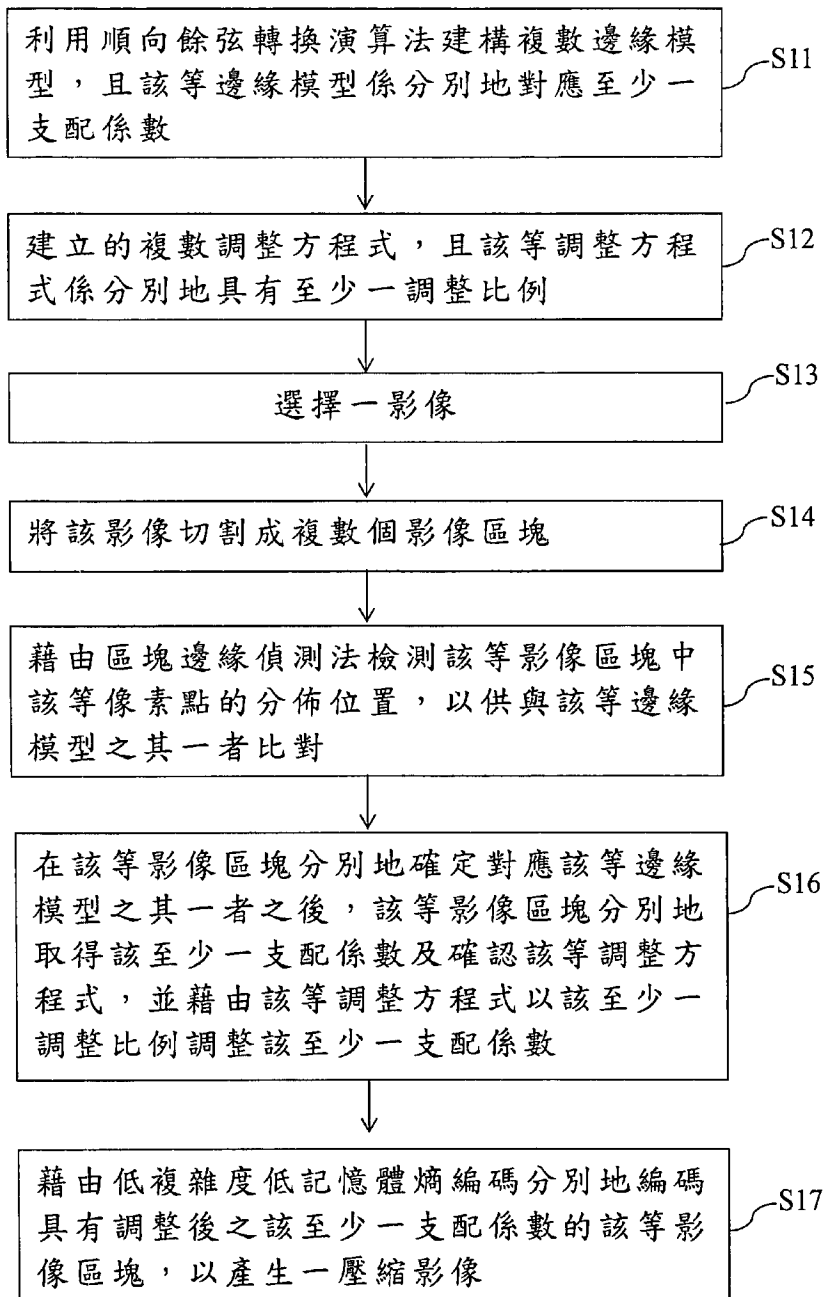 利用順向餘弦轉換演算法建構複數邊緣模
型，且該等邊緣模型係分別地對應至少一
支配係數
S11
建立的複數調整方程式，且該等調整方程
式係分別地具有至少一調整比例
S12
選擇一影像
S13
將該影像切割成複數個影像區塊
S14
藉由區塊邊緣偵測法檢測該等影像區塊中
該等像素點的分佈位置，以供與該等邊緣
模型之其一者比對
S15
在該等影像區塊分別地確定對應該等邊緣
模型之其一者之後，該等影像區塊分別地
取得該至少一支配係數及確認該等調整方
程式，並藉由該等調整方程式以該至少一
調整比例調整該至少一支配係數
S16
藉由低複雜度低記憶體熵編碼分別地編碼
具有調整後之該至少一支配係數的該等影
像區塊，以產生一壓縮影像
S17